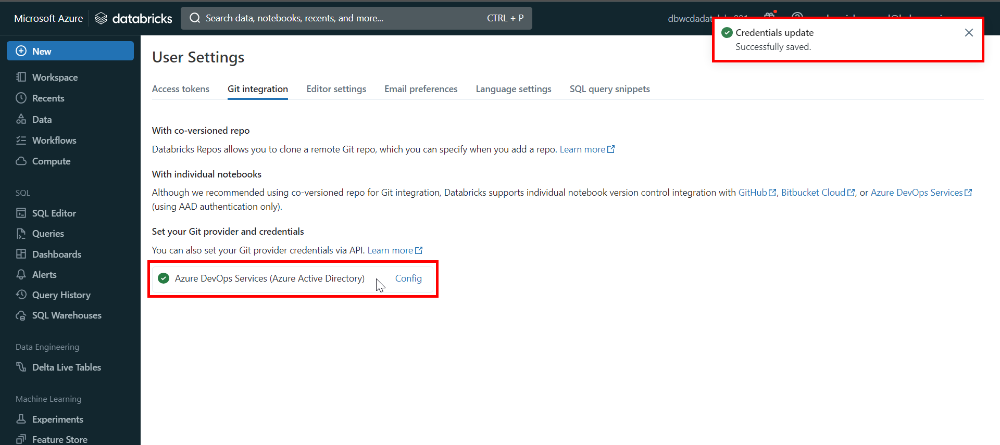 Microsoft Azure databricks Search data, notebooks, recents, and more... CTRL + P
Credentials update
Successfully saved.
New
Workspace
Recents
Data
Workflows
Compute
SQL
SQL Editor
Queries
Dashboards
Alerts
Query History
SQL Warehouses
Data Engineering
Delta Live Tables
Machine Learning
Experiments
Feature Store
User Settings
Access tokens Git integration Editor settings Email preferences Language settings SQL query snippets
With co-versioned repo
Databricks Repos allows you to clone a remote Git repo, which you can specify when you add a repo. Learn more
With individual notebooks
Although we recommended using co-versioned repo for Git integration, Databricks supports individual notebook version control integration with GitHub, Bitbucket Cloud, or Azure DevOps Services
(using AAD authentication only).
Set your Git provider and credentials
You can also set your Git provider credentials via API. Learn more
Azure DevOps Services (Azure Active Directory) Config